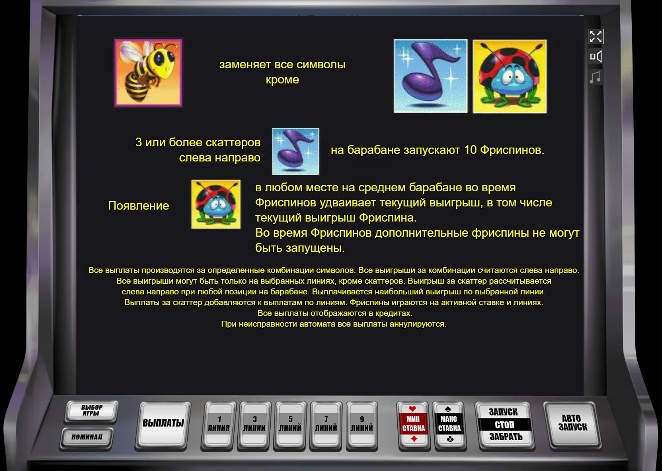 заменяет все символы
кроме
3 или более скаттеров
слева направо
на барабане запускают 10 Фриспинов.
Появление
в любом месте на среднем барабане во время
Фриспинов удваивает текущий выигрыш, в том числе
текущий выигрыш Фриспина.
Во время Фриспинов дополнительные фриспины не могут
быть запущены.
Все выплаты производятся за определенные комбинации символов. Все выигрыши за комбинации считаются слева направо.
Все выигрыши могут быть только на выбранных линиях, кроме скаттеров. Выигрыш за скаттер рассчитывается
слева направо при любой позиции на барабане. Выплачивается наибольший выигрыш по выбранной линии
Выплаты за скаттер добавляются к выплатам по линиям. Фриспины играются на активной ставке и линиях.
Все выплаты отображаются в кредитах.
При неисправности автомата все выплаты аннулируются.
ВЫБОР
ИГРЫ
НОМИНАЛ
ВЫПЛАТЫ
1
ЛИНИЯ
3
ЛИНИИ
5
ЛИНИЙ
7
ЛИНИЙ
9
ЛИНИЙ
МИН
СТАВКА
МАКС
СТАВКА
ЗАПУСК
СТОП
ЗАБРАТЬ
АВТО
ЗАПУСК